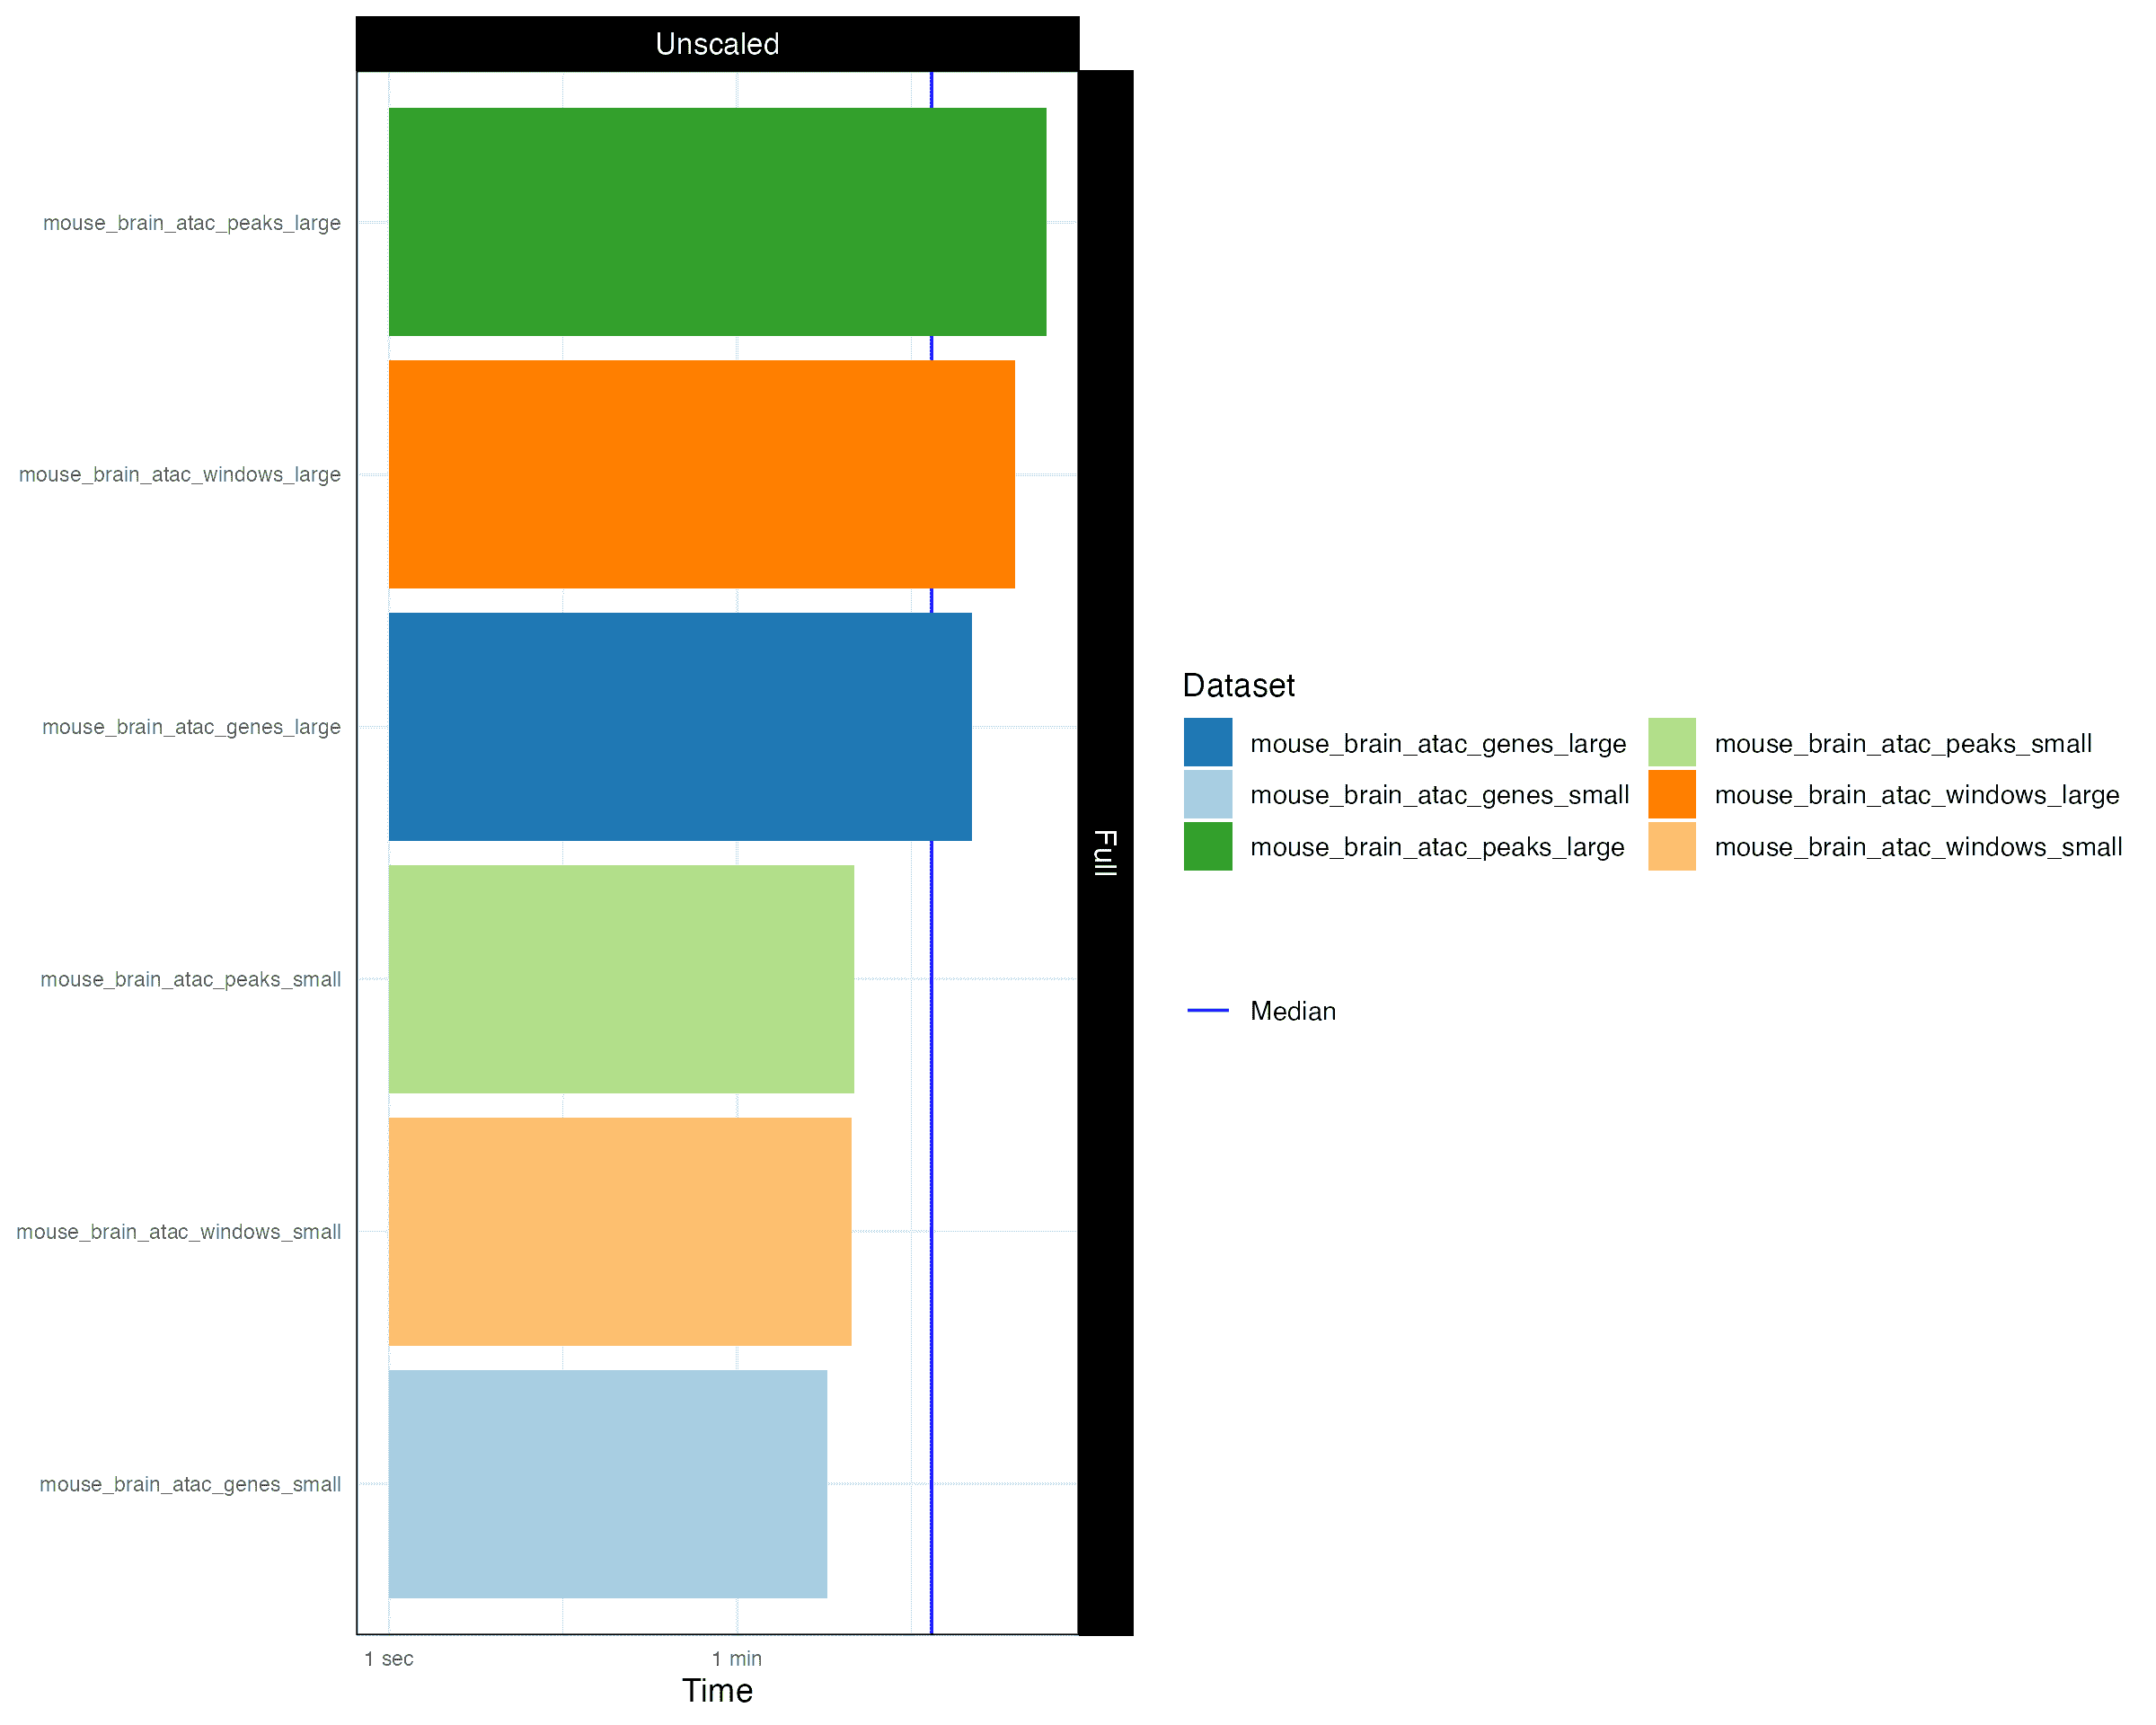 Unscaled
mouse_brain_atac_peaks_large
mouse_brain_atac_windows_large
mouse_brain_atac_genes_large
mouse_brain_atac_peaks_small
mouse_brain_atac_windows_small
mouse_brain_atac_genes_small
1 sec
1 min
Time
Full
Dataset
mouse_brain_atac_genes_large
mouse_brain_atac_genes_small
mouse_brain_atac_peaks_large
mouse_brain_atac_peaks_small
mouse_brain_atac_windows_large
mouse_brain_atac_windows_small
Median